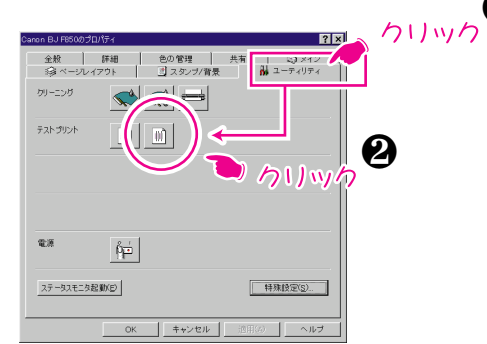 Canon BJ F850のプロパティ
クリック
全般 詳細 色の管理 共有 メイン
ページレイアウト スタンプ/背景 ユーティリティ
クリーニング
テストプリント
❷
クリック
電源
ステータスモニタ起動(E)
特殊設定(S)...
OK キャンセル 適用(A) ヘルプ